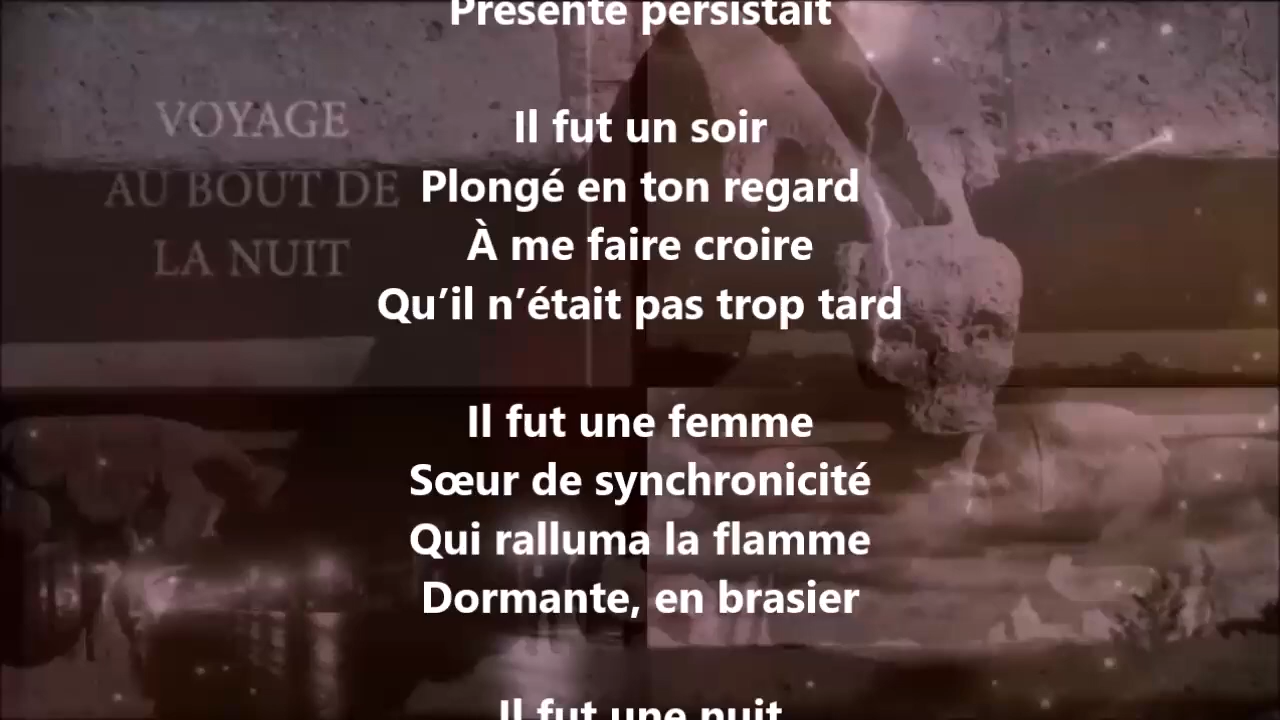 Présente persistait
VOYAGE
AU BOUT DE
LA NUIT
Il fut un soir
Plongé en ton regard
À me faire croire
Qu’il n’était pas trop tard
Il fut une femme
Sœur de synchronicité
Qui ralluma la flamme
Dormante, en brasier
Il fut une nuit